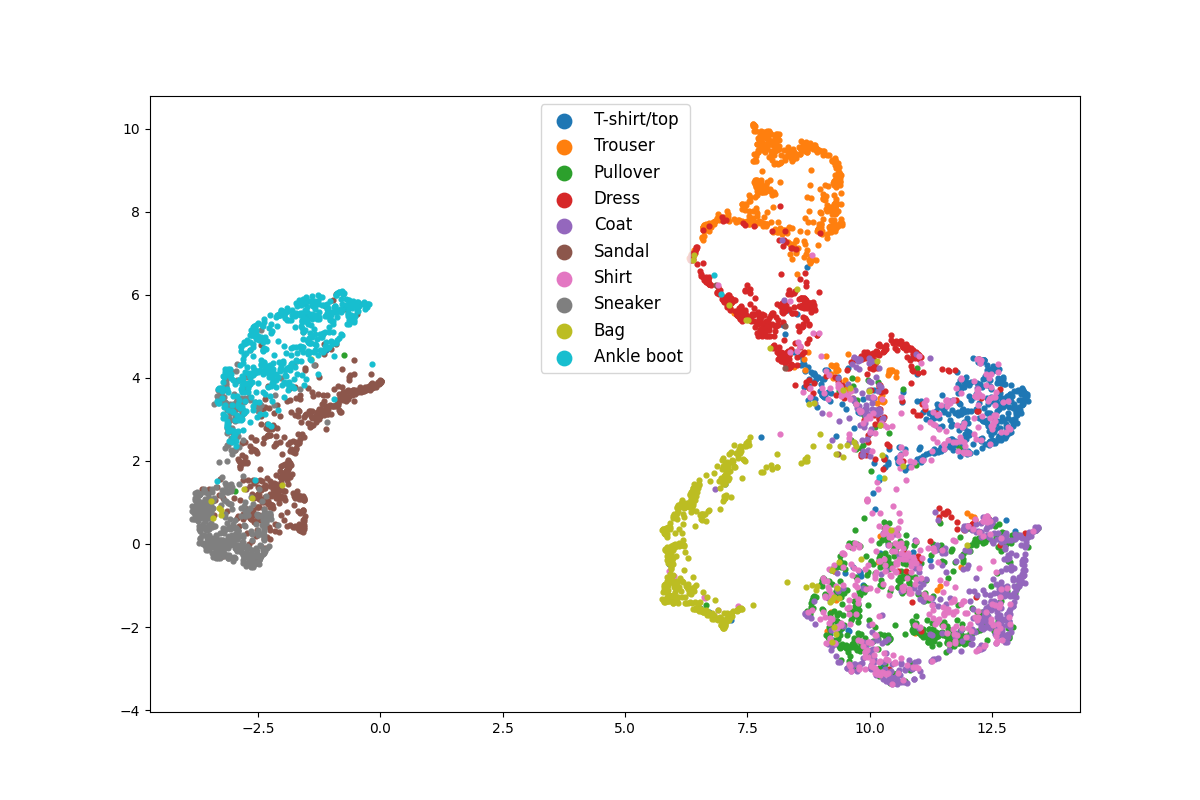 T-shirt/top
Trouser
Pullover
Dress
Coat
Sandal
Shirt
Sneaker
Bag
Ankle boot
10
8
6
4
2
0
−2
−4
−2.5 0.0 2.5 5.0 7.5 10.0 12.5